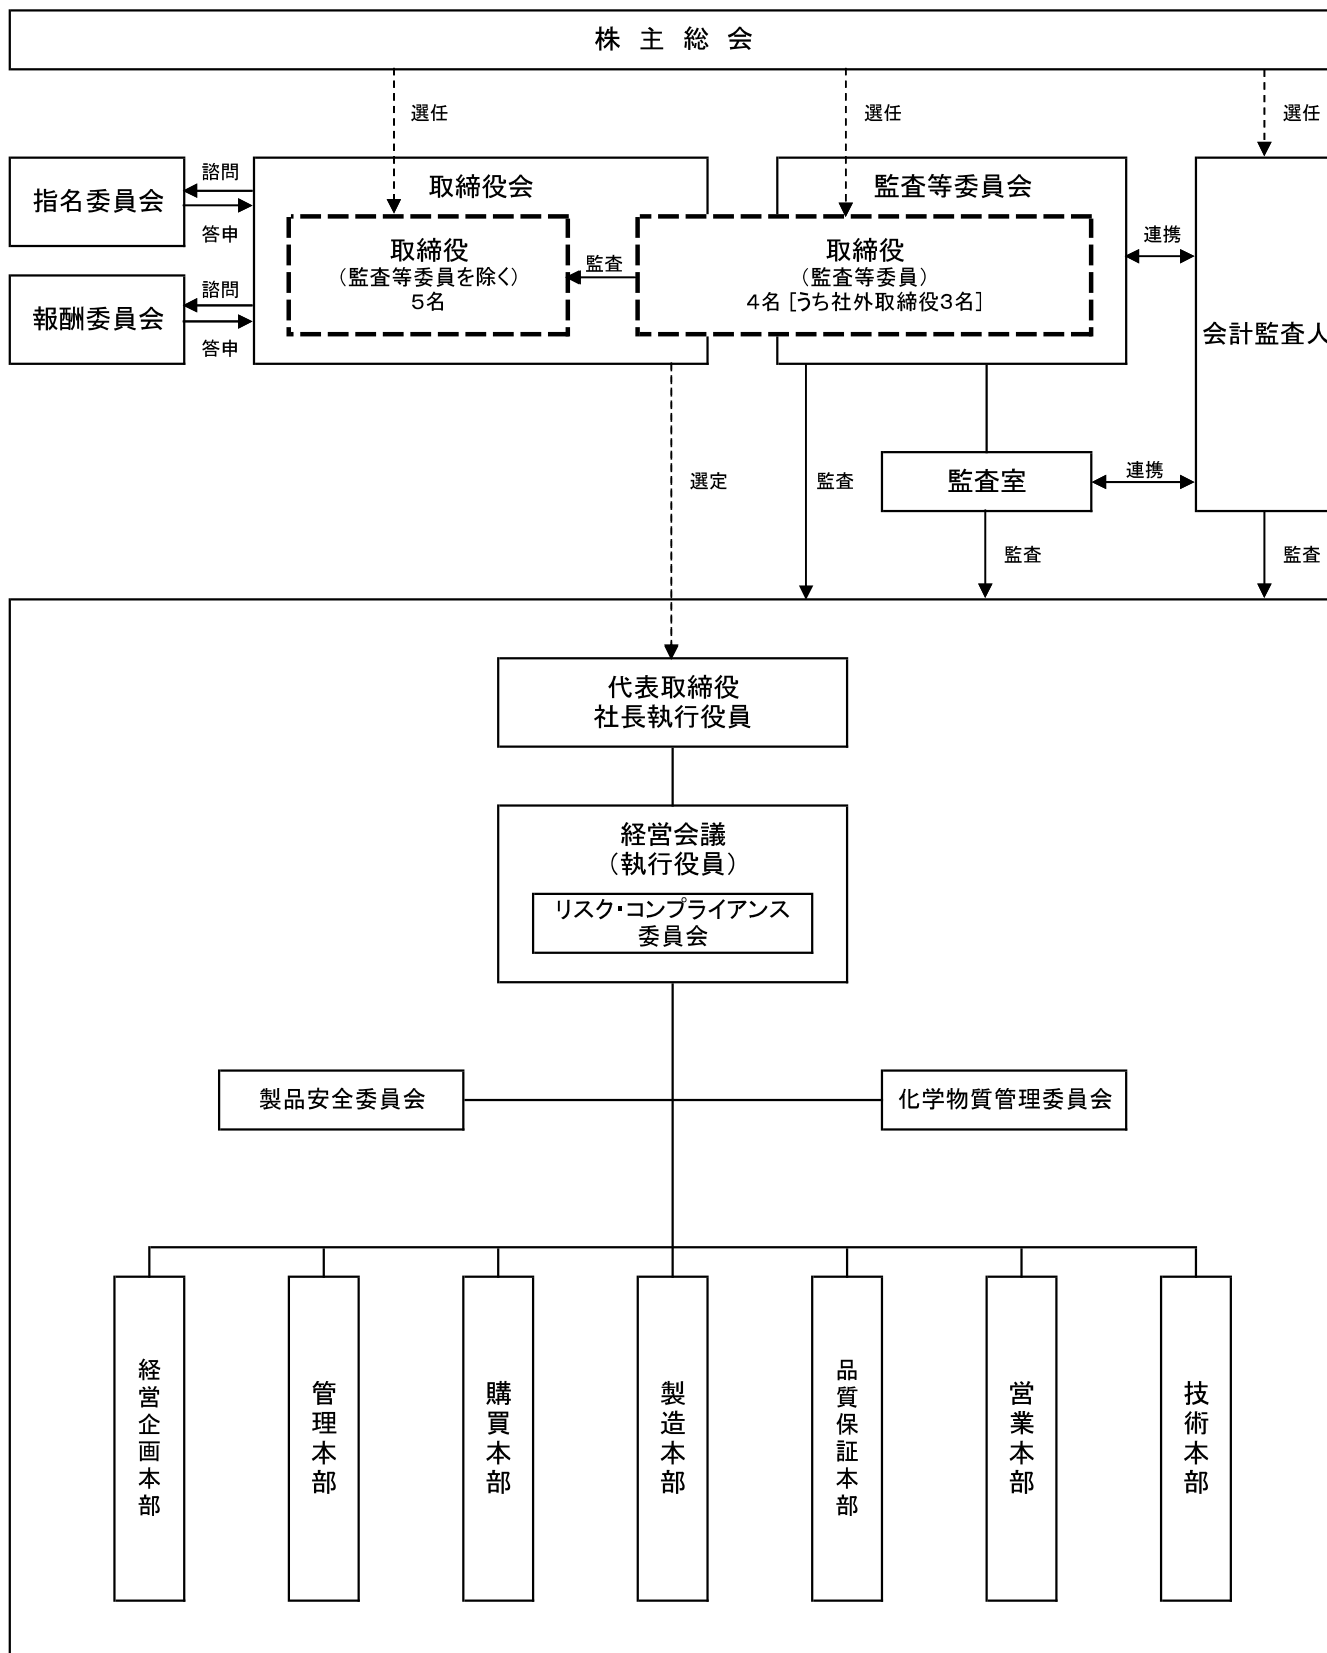 株主総会
選任
選任
選任
指名委員会
諮問
答申
報酬委員会
諮問
答申
取締役会
取締役
（監査等委員を除く）
5名
監査
監査等委員会
取締役
（監査等委員）
4名［うち社外取締役3名］
連携
会計監査人
選定
監査
監査室
連携
監査
監査
代表取締役
社長執行役員
経営会議
（執行役員）
リスク・コンプライアンス
委員会
製品安全委員会
化学物質管理委員会
経営企画本部
管理本部
購買本部
製造本部
品質保証本部
営業本部
技術本部